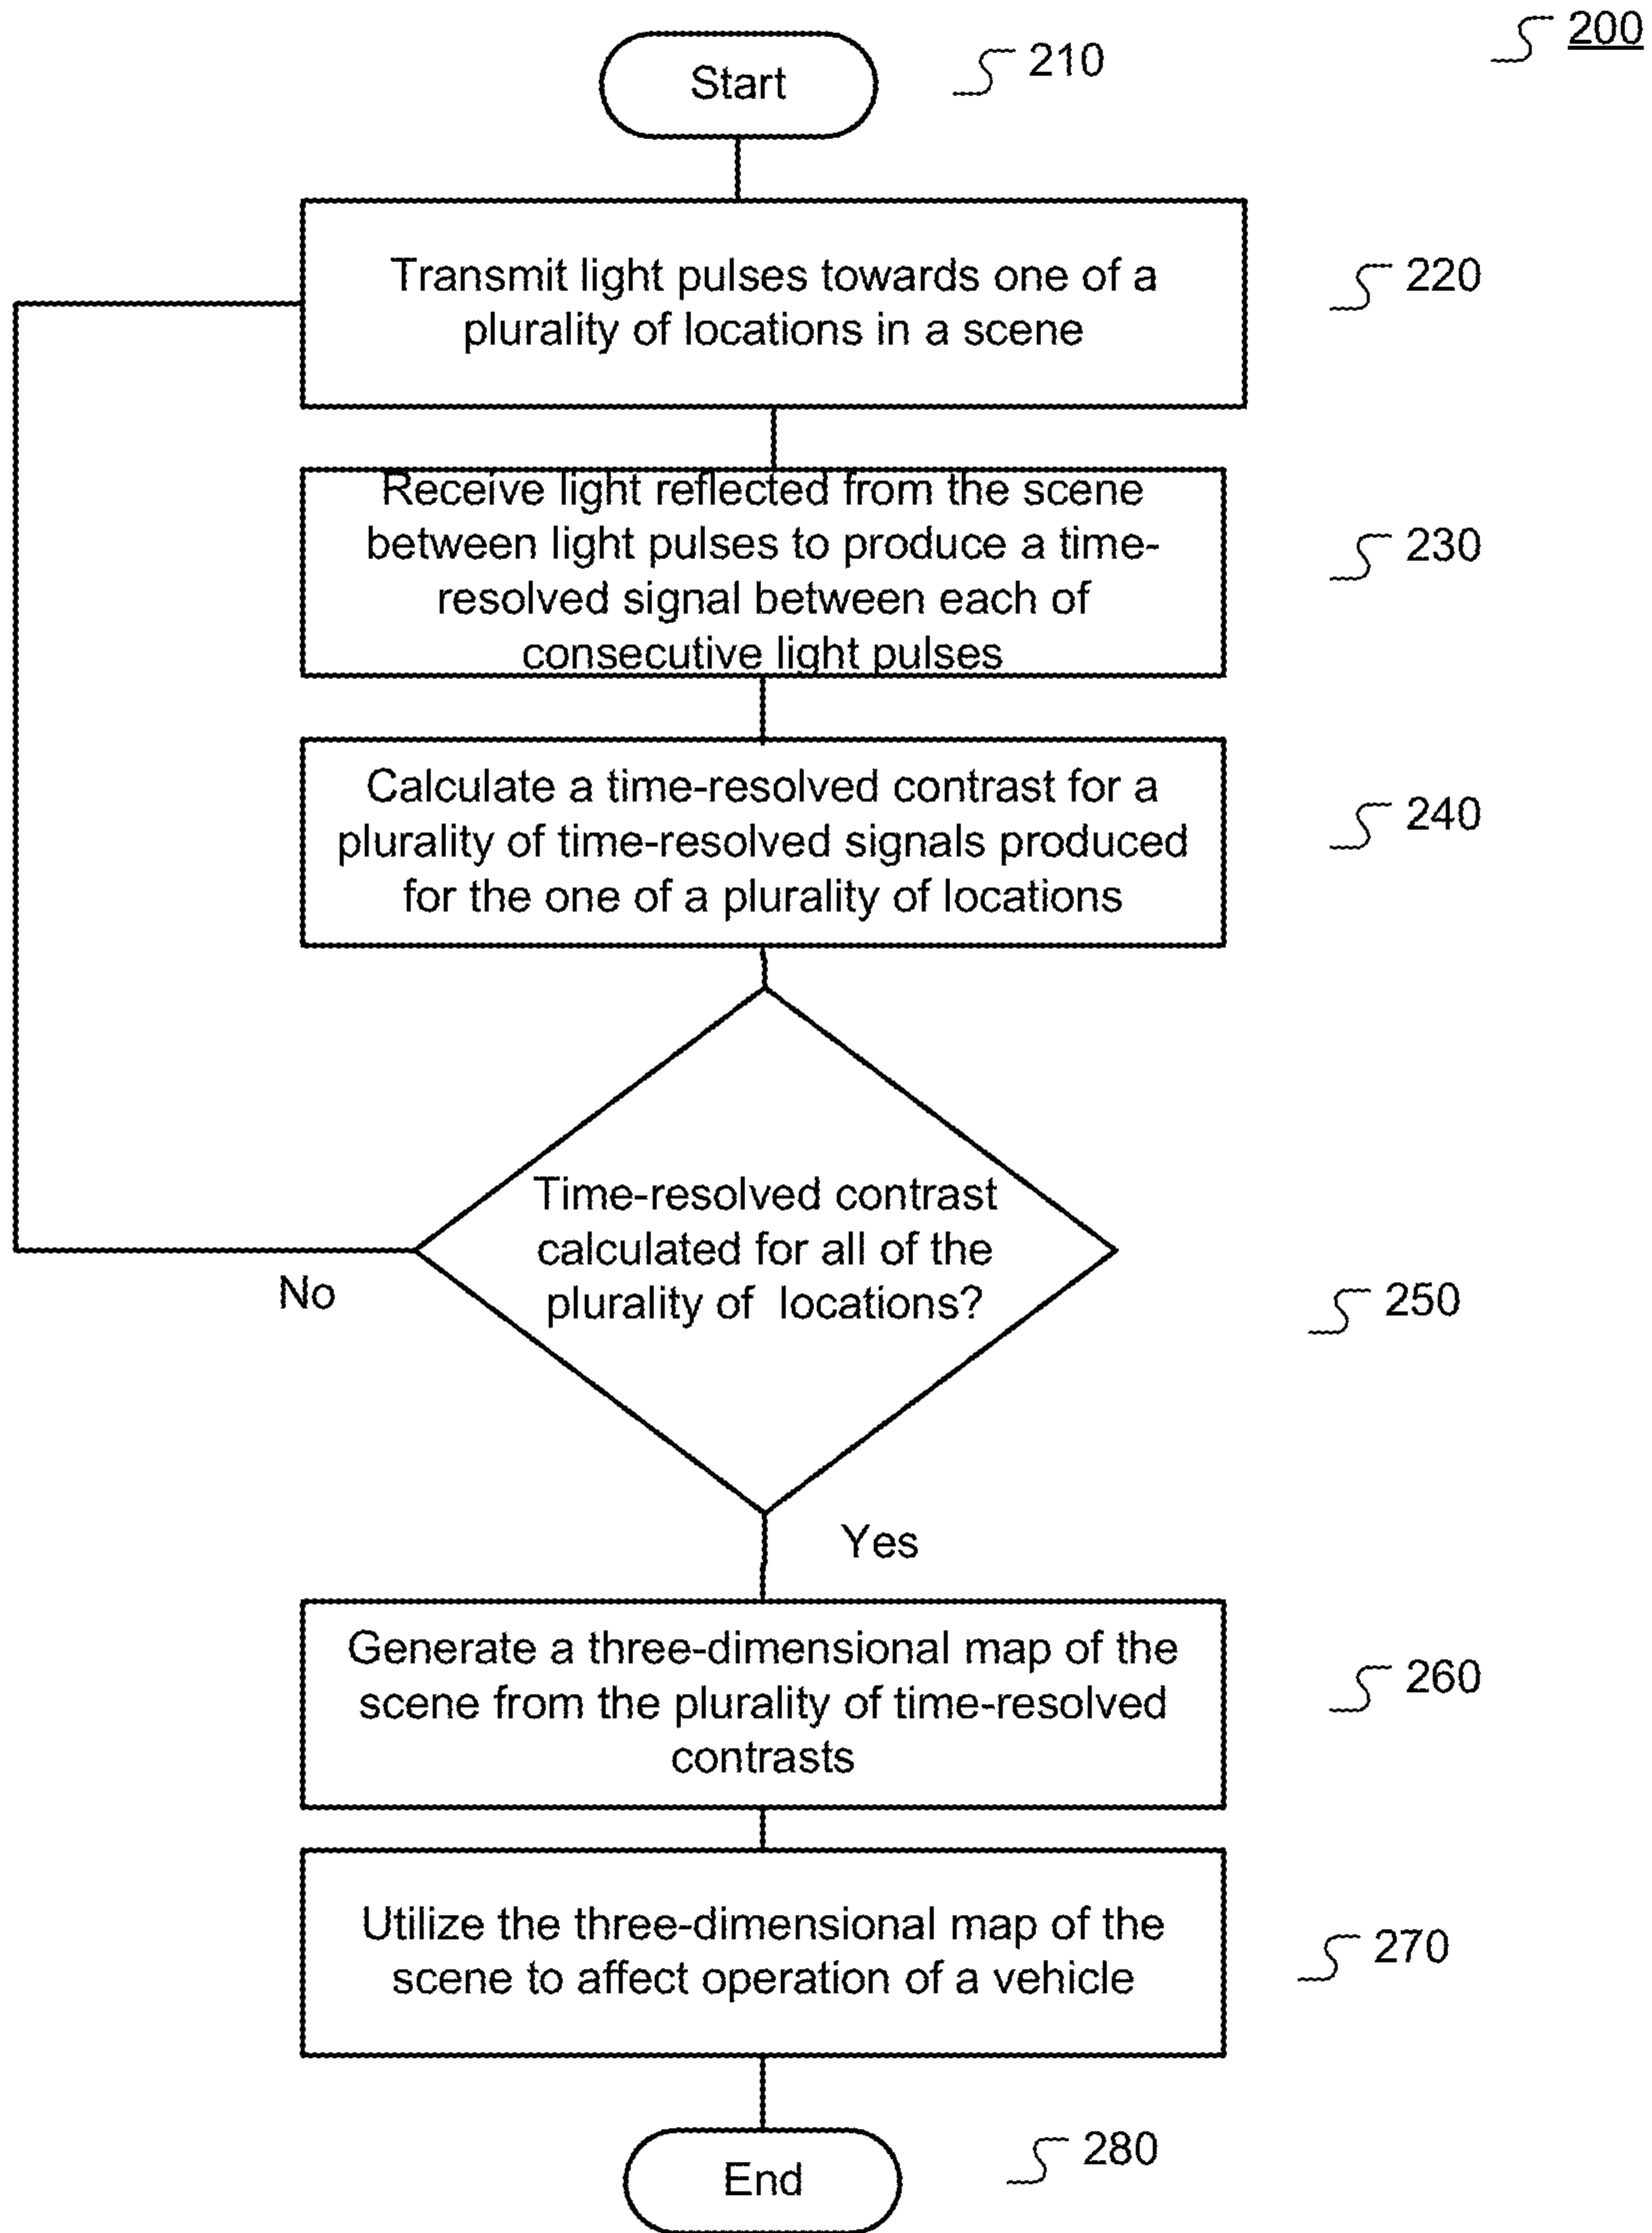 200
Start
210
Transmit light pulses towards one of a
plurality of locations in a scene
220
Receive light reflected from the scene
between light pulses to produce a time-
resolved signal between each of
consecutive light pulses
230
Calculate a time-resolved contrast for a
plurality of time-resolved signals produced
for the one of a plurality of locations
240
Time-resolved contrast
calculated for all of the
plurality of locations?
No
250
Yes
Generate a three-dimensional map of the
scene from the plurality of time-resolved
contrasts
260
Utilize the three-dimensional map of the
scene to affect operation of a vehicle
270
End
280